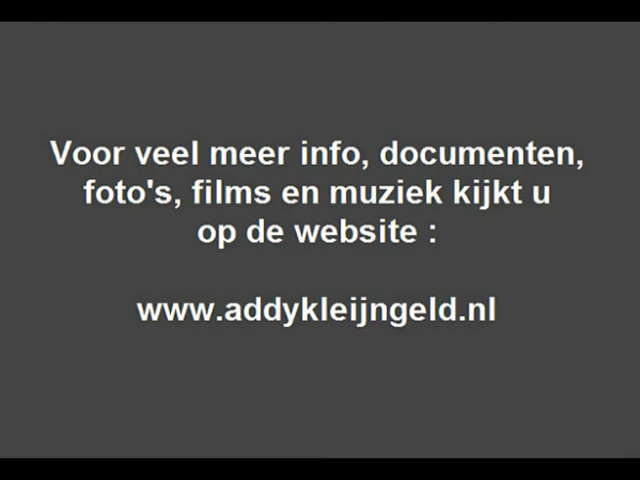 Voor veel meer info, documenten,
foto's, films en muziek kijkt u
op de website :
www.addykleijngeld.nl